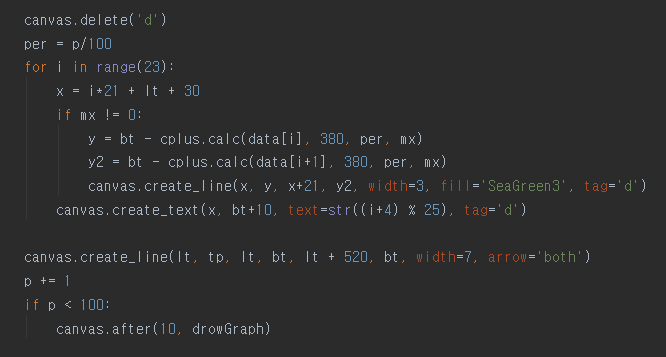 canvas.delete('d')
per = p/100
for i in range(23):
    x = i*21 + lt + 30
    if mx != 0:
        y = bt - cplus.calc(data[i], 380, per, mx)
        y2 = bt - cplus.calc(data[i+1], 380, per, mx)
        canvas.create_line(x, y, x+21, y2, width=3, fill='SeaGreen3', tag='d')
    canvas.create_text(x, bt+10, text=str((i+4) % 25), tag='d')
canvas.create_line(lt, tp, lt, bt, lt + 520, bt, width=7, arrow='both')
p += 1
if p < 100:
    canvas.after(10, drowGraph)